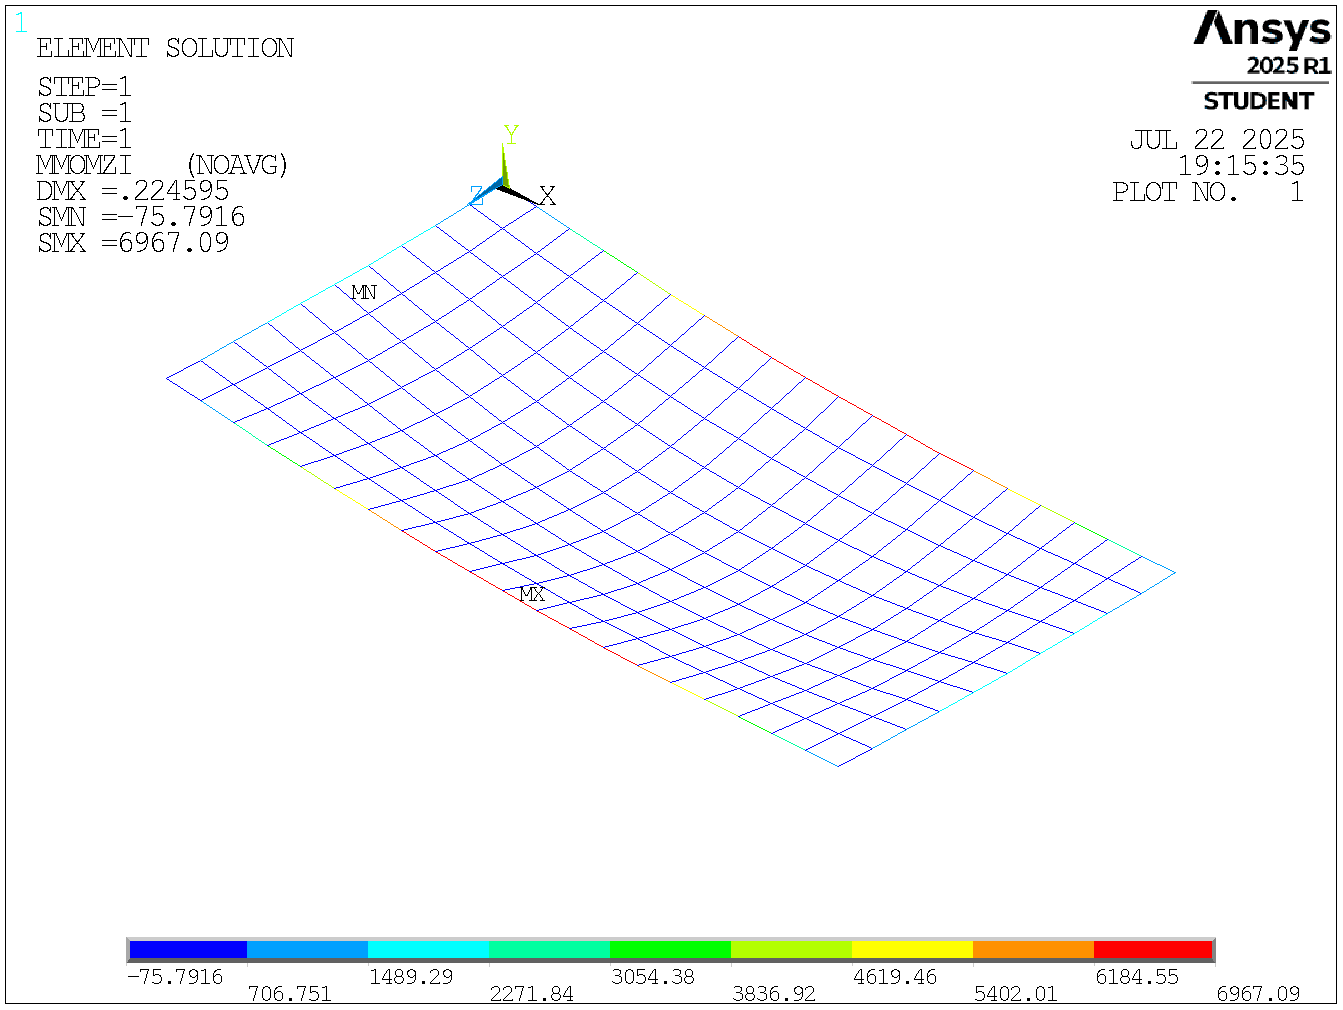 1
ELEMENT SOLUTION
STEP=1
SUB =1
TIME=1
MMOMZI (NOAVG)
DMX =.224595
SMN =-75.7916
SMX =6967.09
Ansys
2025 R1
STUDENT
JUL 22 2025
19:15:35
PLOT NO. 1
Y
Z
X
MN
MX
-75.7916 1489.29 3054.38 4619.46 6184.55
706.751 2271.84 3836.92 5402.01 6967.09